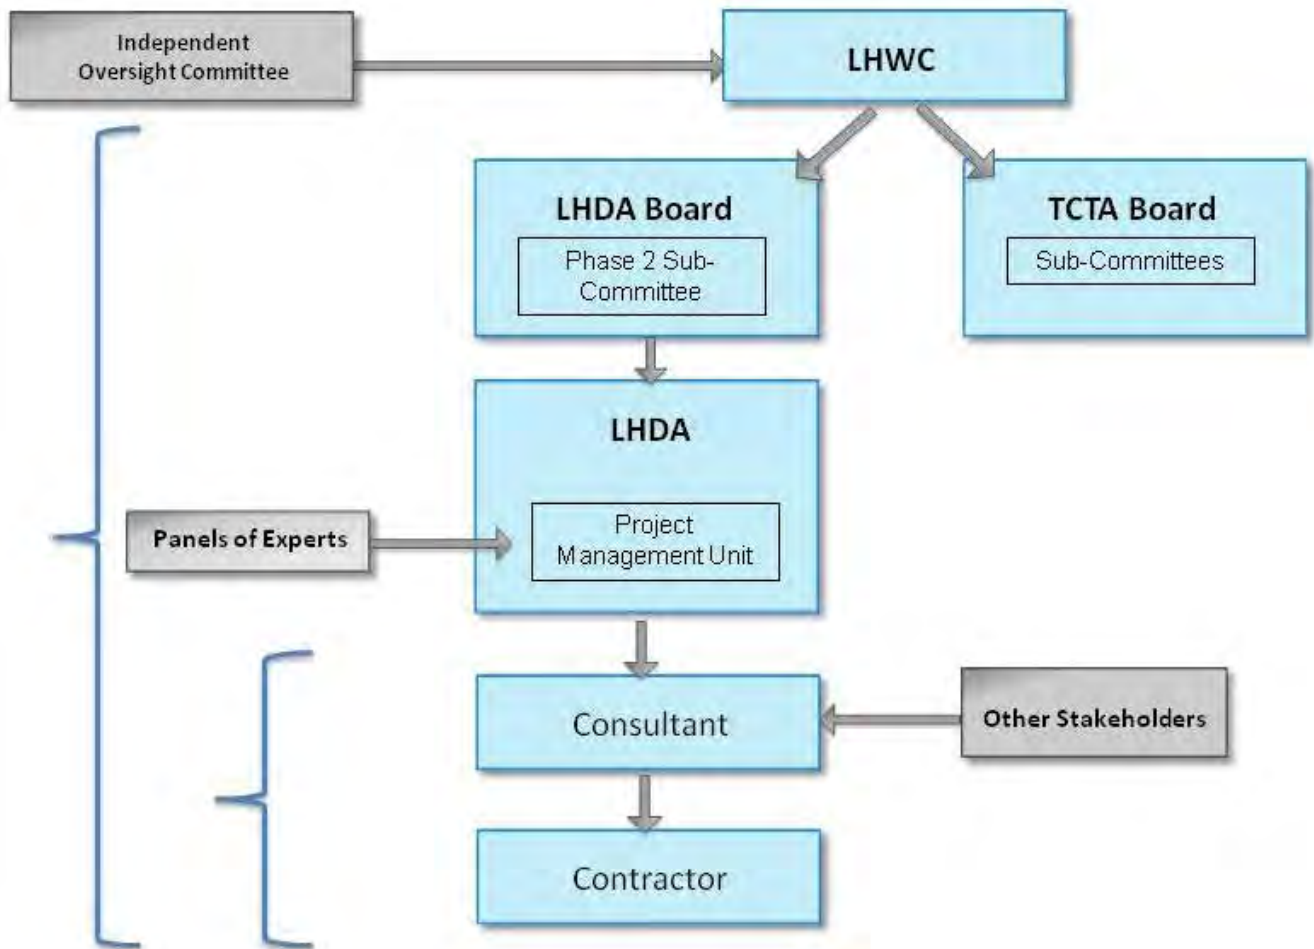 Independent
Oversight Committee
LHWC
LHDA Board
Phase 2 Sub-
Committee
TCTA Board
Sub-Committees
LHDA
Project
Management Unit
Panels of Experts
Consultant
Other Stakeholders
Contractor